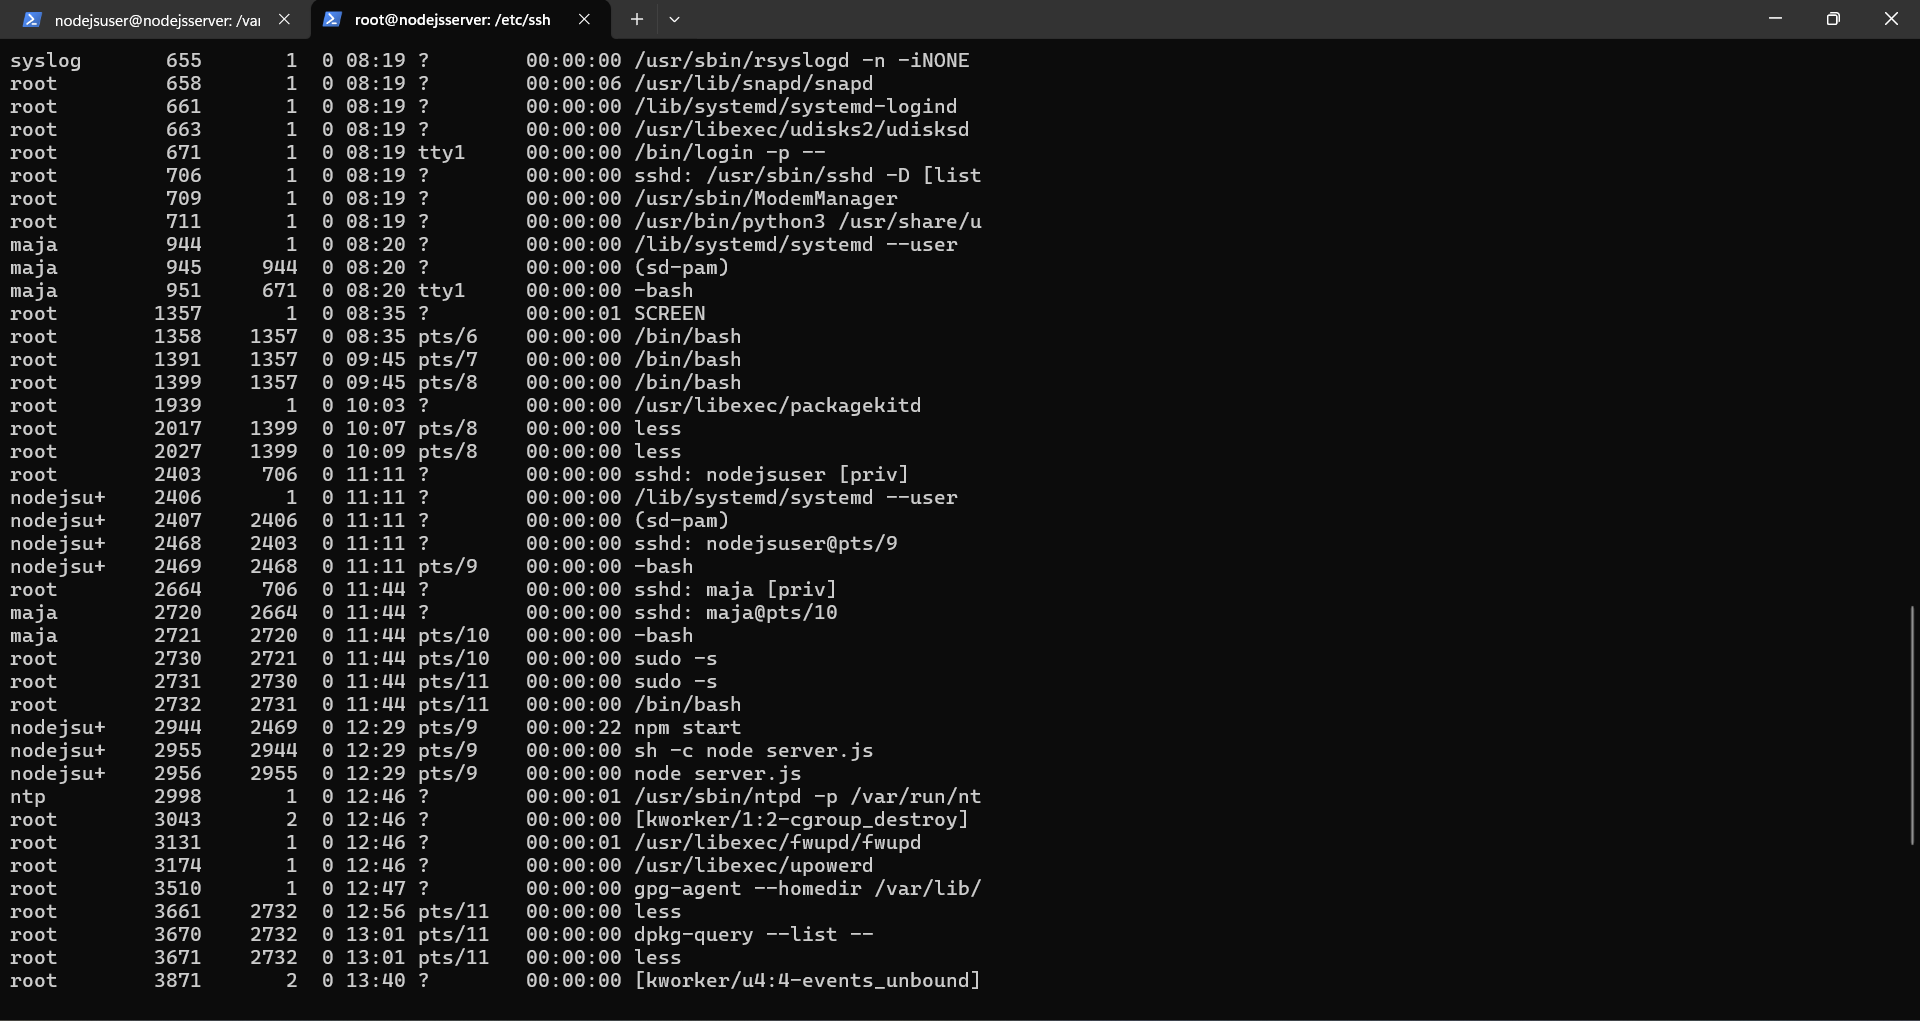 nodejsuser@nodejsserver: /vai
root@nodejsserver: /etc/ssh
syslog 655 1 0 08:19 ? 00:00:00 /usr/sbin/rsyslogd -n -iNONE
root 658 1 0 08:19 ? 00:00:06 /usr/lib/snapd/snapd
root 661 1 0 08:19 ? 00:00:00 /lib/systemd/systemd-logind
root 663 1 0 08:19 ? 00:00:00 /usr/libexec/udisks2/udisksd
root 671 1 0 08:19 tty1 00:00:00 /bin/login -p --
root 706 1 0 08:19 ? 00:00:00 sshd: /usr/sbin/sshd -D [list
root 709 1 0 08:19 ? 00:00:00 /usr/sbin/ModemManager
root 711 1 0 08:19 ? 00:00:00 /usr/bin/python3 /usr/share/u
maja 944 1 0 08:20 ? 00:00:00 /lib/systemd/systemd --user
maja 945 944 0 08:20 ? 00:00:00 (sd-pam)
maja 951 671 0 08:20 tty1 00:00:00 -bash
root 1357 1 0 08:35 ? 00:00:01 SCREEN
root 1358 1357 0 08:35 pts/6 00:00:00 /bin/bash
root 1391 1357 0 09:45 pts/7 00:00:00 /bin/bash
root 1399 1357 0 09:45 pts/8 00:00:00 /bin/bash
root 1939 1 0 10:03 ? 00:00:00 /usr/libexec/packagekitd
root 2017 1399 0 10:07 pts/8 00:00:00 less
root 2027 1399 0 10:09 pts/8 00:00:00 less
root 2403 706 0 11:11 ? 00:00:00 sshd: nodejsuser [priv]
nodejsu+ 2406 1 0 11:11 ? 00:00:00 /lib/systemd/systemd --user
nodejsu+ 2407 2406 0 11:11 ? 00:00:00 (sd-pam)
nodejsu+ 2468 2403 0 11:11 ? 00:00:00 sshd: nodejsuser@pts/9
nodejsu+ 2469 2468 0 11:11 pts/9 00:00:00 -bash
root 2664 706 0 11:44 ? 00:00:00 sshd: maja [priv]
maja 2720 2664 0 11:44 ? 00:00:00 sshd: maja@pts/10
maja 2721 2720 0 11:44 pts/10 00:00:00 -bash
root 2730 2721 0 11:44 pts/10 00:00:00 sudo -s
root 2731 2730 0 11:44 pts/11 00:00:00 sudo -s
root 2732 2731 0 11:44 pts/11 00:00:00 /bin/bash
nodejsu+ 2944 2469 0 12:29 pts/9 00:00:22 npm start
nodejsu+ 2955 2944 0 12:29 pts/9 00:00:00 sh -c node server.js
nodejsu+ 2956 2955 0 12:29 pts/9 00:00:00 node server.js
ntp 2998 1 0 12:46 ? 00:00:01 /usr/sbin/ntpd -p /var/run/nt
root 3043 2 0 12:46 ? 00:00:00 [kworker/1:2-cgroup_destroy]
root 3131 1 0 12:46 ? 00:00:01 /usr/libexec/fwupd/fwupd
root 3174 1 0 12:46 ? 00:00:00 /usr/libexec/upowerd
root 3510 1 0 12:47 ? 00:00:00 gpg-agent --homedir /var/lib/
root 3661 2732 0 12:56 pts/11 00:00:00 less
root 3670 2732 0 13:01 pts/11 00:00:00 dpkg-query --list --
root 3671 2732 0 13:01 pts/11 00:00:00 less
root 3871 2 0 13:40 ? 00:00:00 [kworker/u4:4-events_unbound]